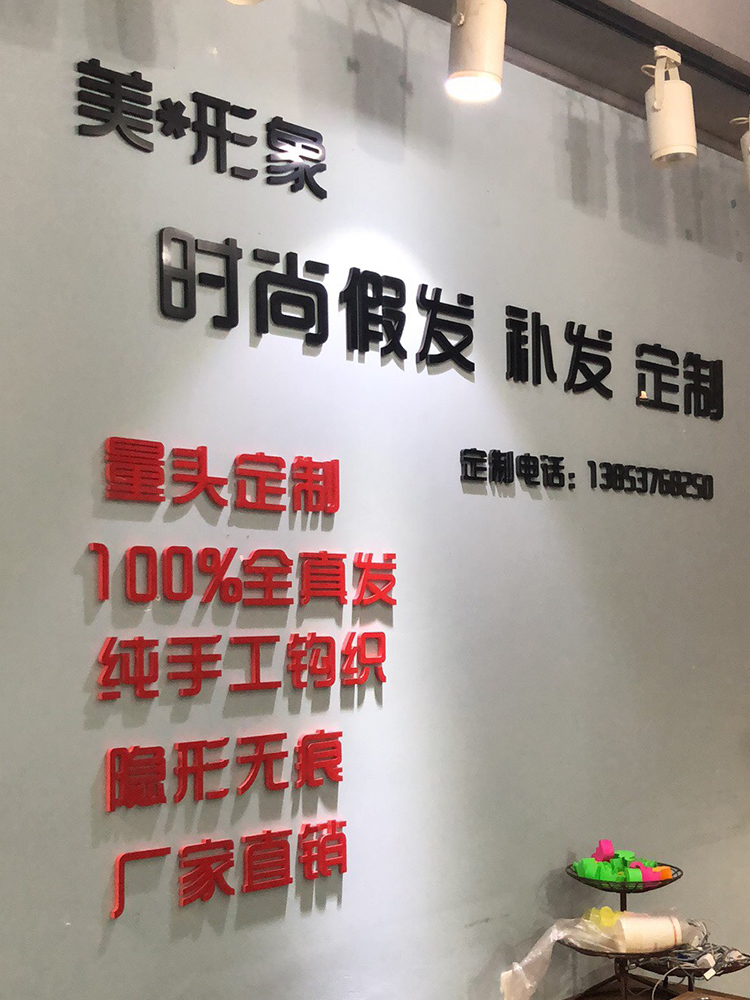 美*形象
时尚假发 补发 定制
定制电话：13853768290
量头定制
100%全真发
纯手工钩织
隐形无痕
厂家直销